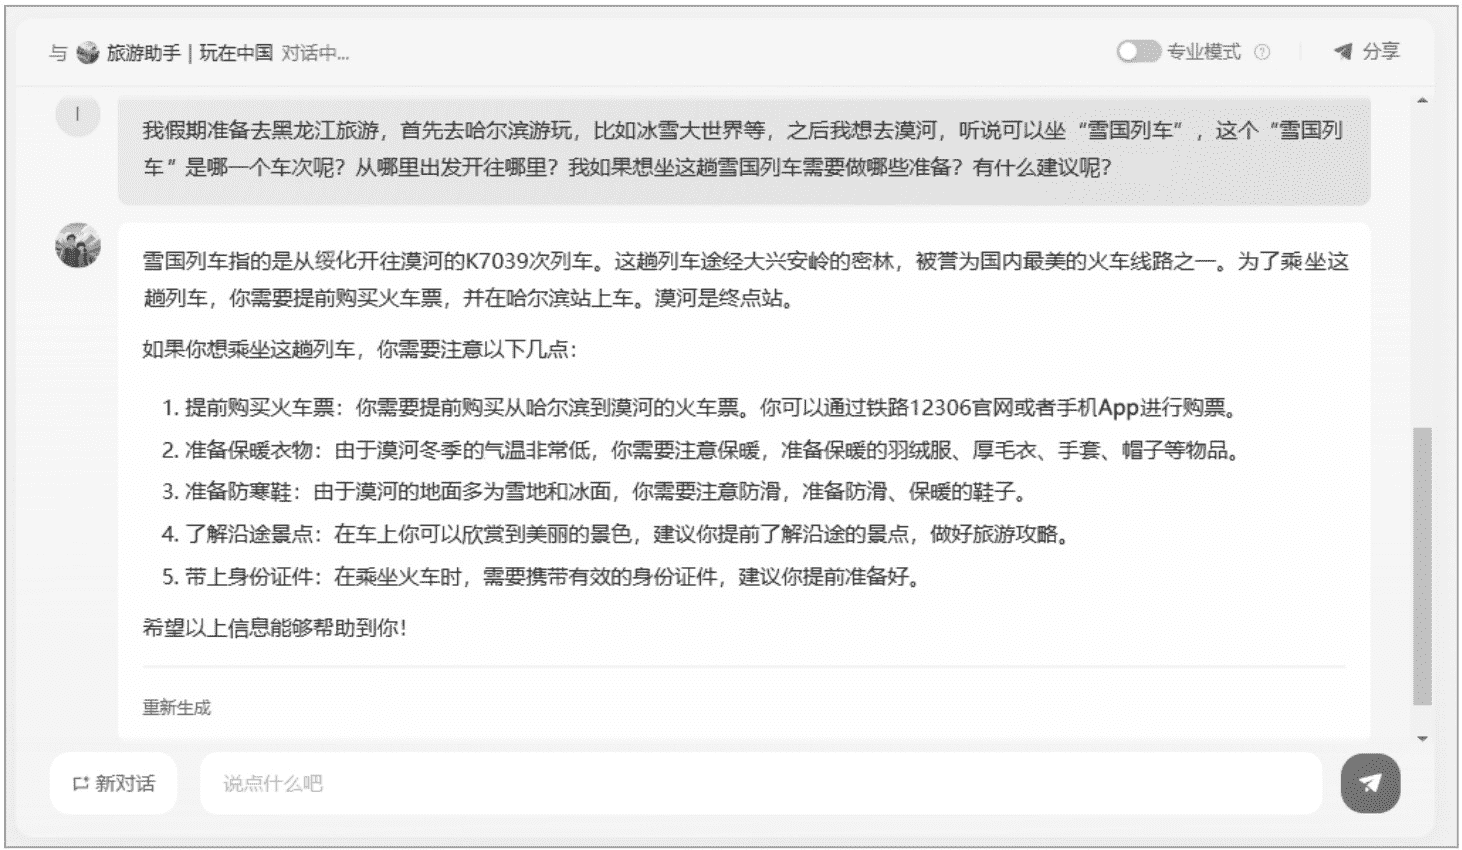 与 旅游助手 | 玩在中国 对话中...
专业模式 ? 分享
I
我假期准备去黑龙江旅游，首先去哈尔滨游玩，比如冰雪大世界等，之后我想去漠河，听说可以坐“雪国列车”，这个“雪国列
车”是哪一个车次呢？从哪里出发开往哪里？我如果想坐这趟雪国列车需要做哪些准备？有什么建议呢？
雪国列车指的是从绥化开往漠河的K7039次列车。这趟列车途经大兴安岭的密林，被誉为国内最美的火车线路之一。为了乘坐这
趟列车，你需要提前购买火车票，并在哈尔滨站上车。漠河是终点站。
如果你想乘坐这趟列车，你需要注意以下几点：
1. 提前购买火车票：你需要提前购买从哈尔滨到漠河的火车票。你可以通过铁路12306官网或者手机App进行购票。
2. 准备保暖衣物：由于漠河冬季的气温非常低，你需要注意保暖，准备保暖的羽绒服、厚毛衣、手套、帽子等物品。
3. 准备防寒鞋：由于漠河的地面多为雪地和冰面，你需要注意防滑，准备防滑、保暖的鞋子。
4. 了解沿途景点：在车上你可以欣赏到美丽的景色，建议你提前了解沿途的景点，做好旅游攻略。
5. 带上身份证件：在乘坐火车时，需要携带有效的身份证件，建议你提前准备好。
希望以上信息能够帮助到你！
重新生成
新对话
说点什么吧